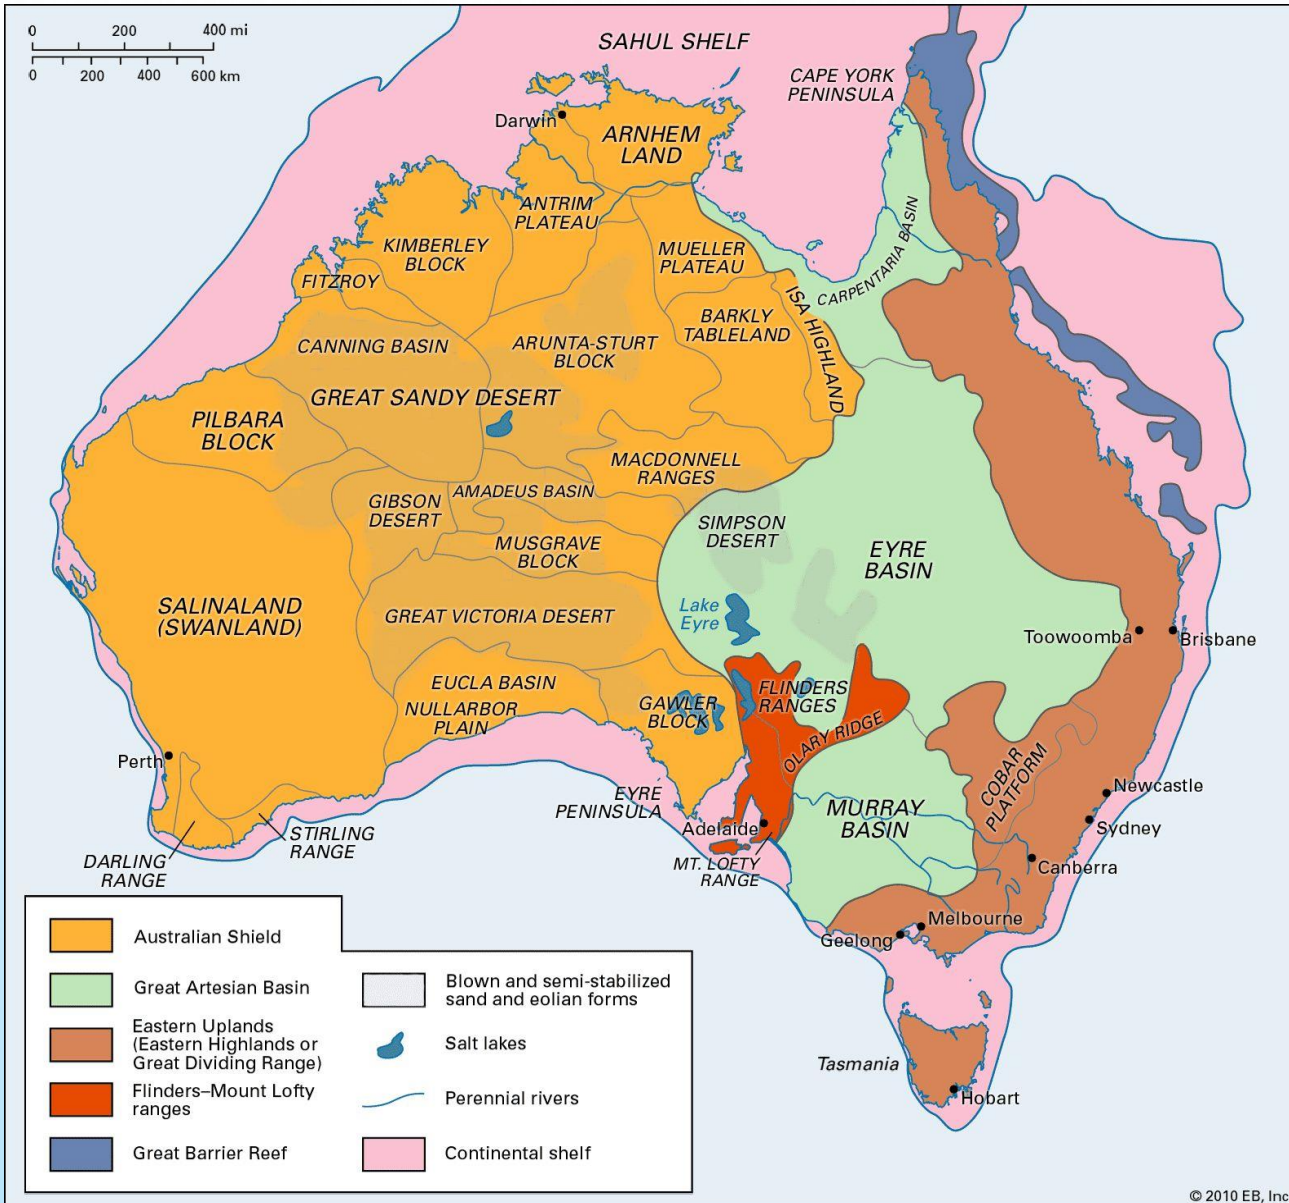 0 200 400 mi
0 200 400 600 km
SAHUL SHELF
CAPE YORK
PENINSULA
Darwin
ARNHEM
LAND
ANTRIM
PLATEAU
KIMBERLEY
BLOCK
MUELLER
PLATEAU
CARPENTARIA BASIN
FITZROY
ISA HIGHLAND
BARKLY
TABLELAND
CANNING BASIN
ARUNTA-STURT
BLOCK
GREAT SANDY DESERT
PILBARA
BLOCK
MACDONNELL
RANGES
AMADEUS BASIN
GIBSON
DESERT
SIMPSON
DESERT
MUSGRAVE
BLOCK
EYRE
BASIN
SALINALAND
(SWANLAND)
GREAT VICTORIA DESERT
Lake
Eyre
Toowoomba
Brisbane
EUCLA BASIN
NULLARBOR
PLAIN
GAWLER
BLOCK
FLINDERS
RANGES
OLARY RIDGE
Perth
COBAR
PLATFORM
EYRE
PENINSULA
MURRAY
BASIN
Newcastle
Sydney
Adelaide
STIRLING
RANGE
DARLING
RANGE
MT. LOFTY
RANGE
Canberra
Melbourne
Geelong
Tasmania
Hobart
Australian Shield
Great Artesian Basin
Eastern Uplands
(Eastern Highlands or
Great Dividing Range)
Flinders–Mount Lofty
ranges
Great Barrier Reef
Blown and semi-stabilized
sand and eolian forms
Salt lakes
Perennial rivers
Continental shelf
© 2010 EB, Inc